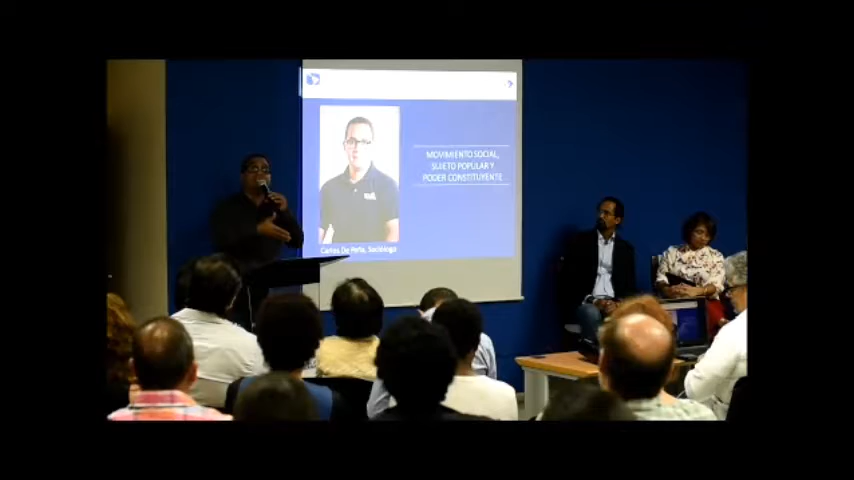 MOVIMIENTO SOCIAL,
SUJETO POPULAR Y
PODER CONSTITUYENTE
Carlos De Peña, Sociólogo